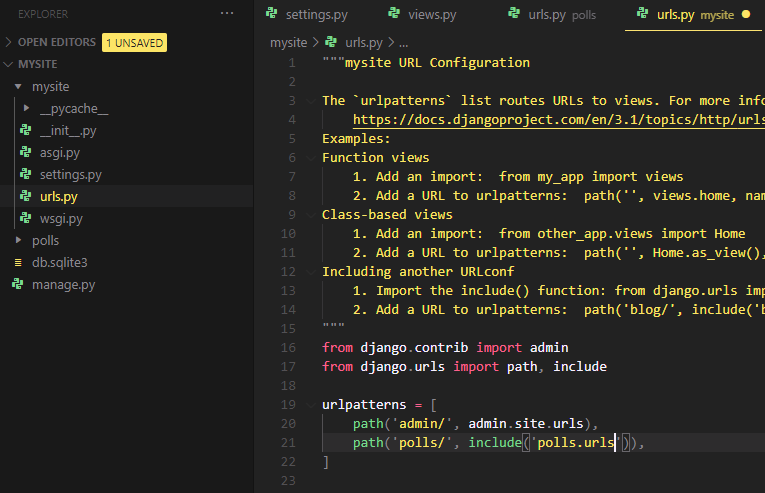 EXPLORER ...
OPEN EDITORS 1 UNSAVED
MYSITE
mysite
__pycache__
__init__.py
asgi.py
settings.py
urls.py
wsgi.py
polls
db.sqlite3
manage.py
settings.py views.py urls.py polls urls.py mysite
mysite > urls.py > ...
1 """mysite URL Configuration
2
3 The `urlpatterns` list routes URLs to views. For more info
4 https://docs.djangoproject.com/en/3.1/topics/http/urls
5 Examples:
6 Function views
7 1. Add an import:  from my_app import views
8 2. Add a URL to urlpatterns:  path('', views.home, nam
9 Class-based views
10 1. Add an import:  from other_app.views import Home
11 2. Add a URL to urlpatterns:  path('', Home.as_view(),
12 Including another URLconf
13 1. Import the include() function: from django.urls imp
14 2. Add a URL to urlpatterns:  path('blog/', include('b
15 """
16 from django.contrib import admin
17 from django.urls import path, include
18
19 urlpatterns = [
20 path('admin/', admin.site.urls),
21 path('polls/', include('polls.urls')),
22 ]
23